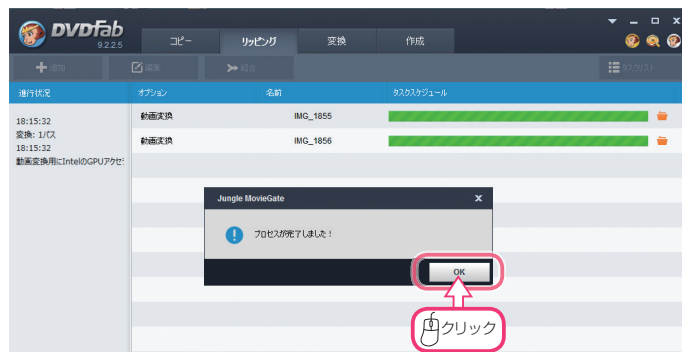 DVDFab
9.2.2.5
コピー
リッピング
変換
作成
追加
編集
結合
タスクリスト
進行状況
オプション
名前
タスクスケジュール
18:15:32
変換: 1/パス
18:15:32
動画変換用にIntelのGPUアクセ
動画変換
IMG_1855
動画変換
IMG_1856
Jungle MovieGate
x
プロセスが完了しました！
OK
クリック